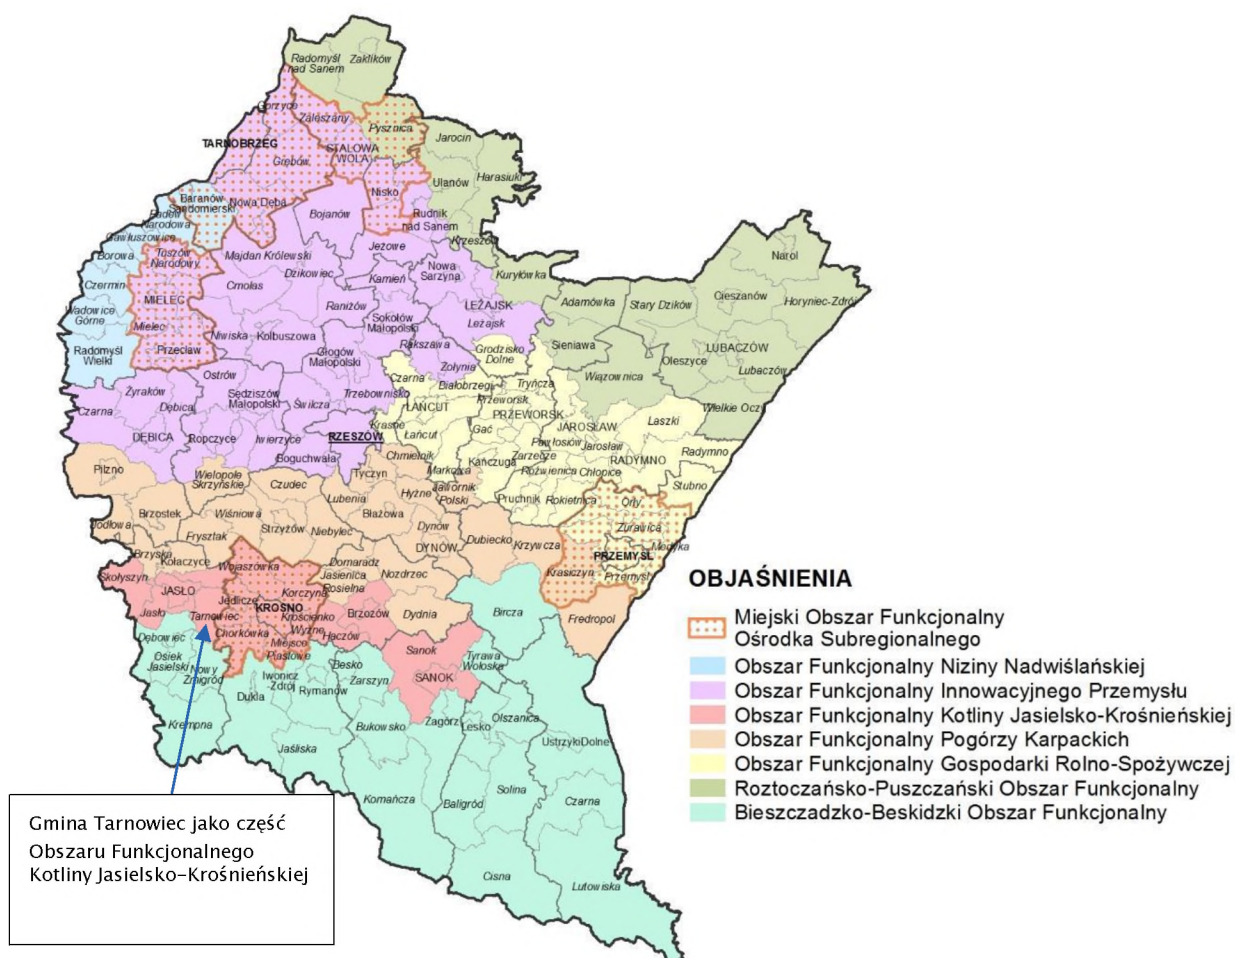 Radomyśl
nad Sanem
Zaklików
Gorzyce
Zaleszany
Pysznica
TARNOBRZEG
STALOWA
WOLA
Jarocin
Grębów
Ulanów
Harasiuki
Nisko
Baranów
Sandomierski
Nowa Dęba
Bojanów
Rudnik
nad Sanem
Padew
Narodowa
Gawłuszowice
Krzeszów
Borowa
Tuszów
Narodowy
Majdan Królewski
Jeżowe
Narol
Dzikowiec
Kamień
Nowa
Sarzyna
Kuryłówka
Czermin
Cmolas
Cieszanów
Horyniec-Zdrój
MIELEC
Raniżów
LEŻAJSK
Adamówka
Stary Dzików
Wadowice
Górne
Mielec
Niwiska
Kolbuszowa
Sokołów
Małopolski
Leżajsk
Radomyśl
Wielki
Przecław
Głogów
Małopolski
Rakszawa
Grodzisko
Dolne
Sieniawa
LUBACZÓW
Oleszyce
Lubaczów
Żołynia
Ostrów
Wiązownica
Czarna
Białobrzegi
Tryńcza
Żyraków
Dębica
Sędziszów
Małopolski
Świlcza
Trzebownisko
Przeworsk
Czarna
ŁAŃCUT
PRZEWORSK
Wielkie Oczy
Krasne
Łańcut
Gać
JAROSŁAW
Laszki
DĘBICA
Ropczyce
Iwierzyce
RZESZÓW
Pawłosiów
Jarosław
Boguchwała
Chmielnik
Markowa
Kańczuga
Zarzecze
Roźwienica
Chłopice
RADYMNO
Radymno
Pilzno
Wielopole
Skrzyńskie
Czudec
Tyczyn
Hyżne
Jawornik
Polski
Pruchnik
Rokietnica
Stubno
Lubenia
Orły
Jodłowa
Brzostek
Wiśniowa
Strzyżów
Niebylec
Błażowa
Dynów
Żurawica
Frysztak
DYNÓW
Dubiecko
Krzywcza
PRZEMYŚL
Medyka
Brzyska
Kołaczyce
Wojaszówka
Domaradz
Jasienica
Rosielna
Nozdrzec
Krasiczyn
Przemyśl
Skołyszyn
JASŁO
Jedlicze
Korczyna
KROSNO
Jasło
Tarnowiec
Krościenko
Wyżne
Brzozów
Dydnia
Bircza
Fredropol
Dębowiec
Chorkówka
Miejsce
Piastowe
Haczów
Osiek
Jasielski
Nowy
Żmigród
Iwonicz
-Zdrój
Rymanów
Besko
Zarszyn
Sanok
SANOK
Tyrawa
Wołoska
Dukla
Krempna
Bukowsko
Zagórz
Lesko
Olszanica
Jaśliska
Ustrzyki Dolne
Komańcza
Baligród
Solina
Czarna
Cisna
Lutowiska
OBJAŚNIENIA
Miejski Obszar Funkcjonalny
Ośrodka Subregionalnego
Obszar Funkcjonalny Niziny Nadwiślańskiej
Obszar Funkcjonalny Innowacyjnego Przemysłu
Obszar Funkcjonalny Kotliny Jasielsko-Krośnieńskiej
Obszar Funkcjonalny Pogórzy Karpackich
Obszar Funkcjonalny Gospodarki Rolno-Spożywczej
Roztoczańsko-Puszczański Obszar Funkcjonalny
Bieszczadzko-Beskidzki Obszar Funkcjonalny
Gmina Tarnowiec jako część
Obszaru Funkcjonalnego
Kotliny Jasielsko-Krośnieńskiej